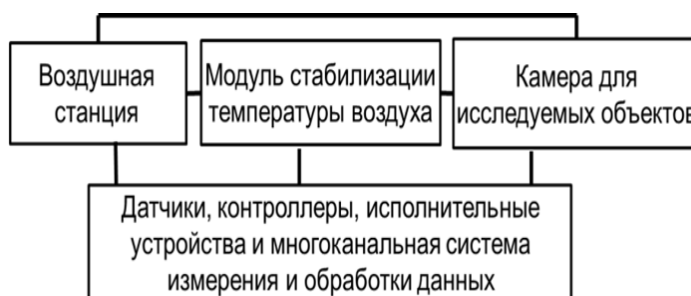 Воздушная
станция
Модуль стабилизации
температуры воздуха
Камера для
исследуемых объектов
Датчики, контроллеры, исполнительные
устройства и многоканальная система
измерения и обработки данных